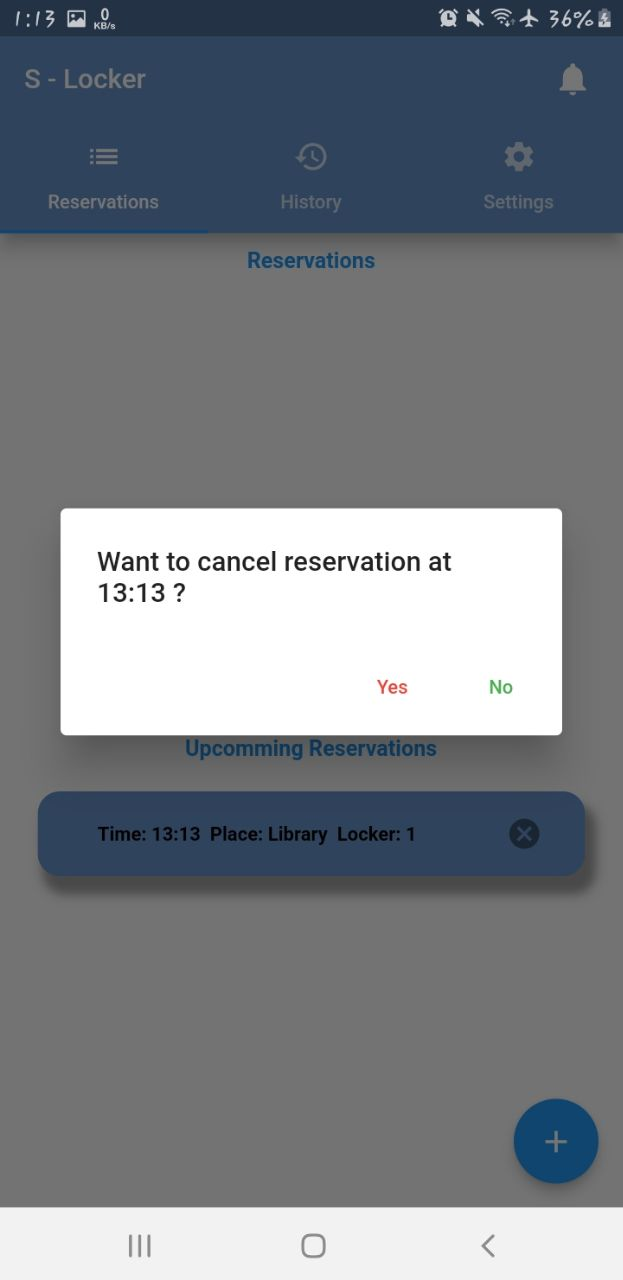 1:13 0 KB/s 36%
S - Locker
Reservations History Settings
Reservations
Want to cancel reservation at
13:13 ?
Yes No
Upcomming Reservations
Time: 13:13 Place: Library Locker: 1